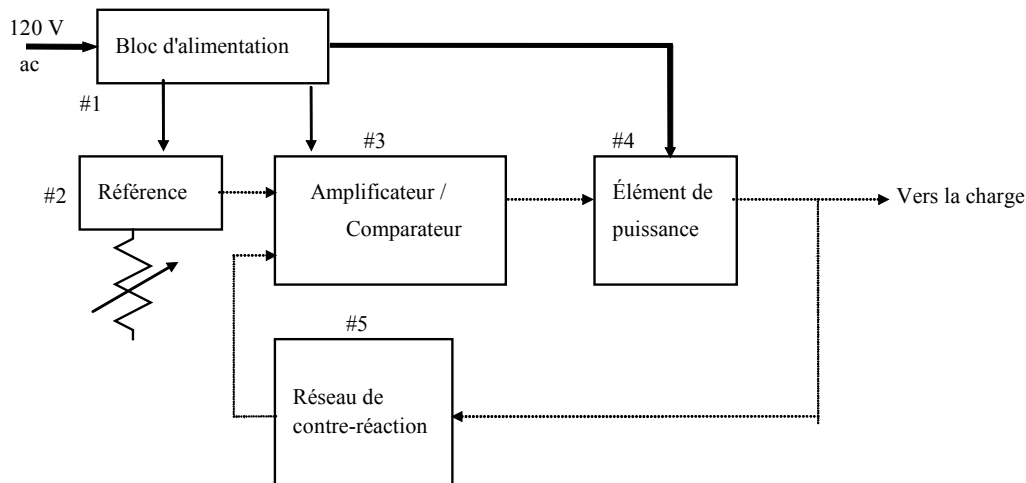 120 V
ac
Bloc d'alimentation
#1
#2
Référence
#3
Amplificateur /
Comparateur
#4
Élément de
puissance
Vers la charge
#5
Réseau de
contre-réaction